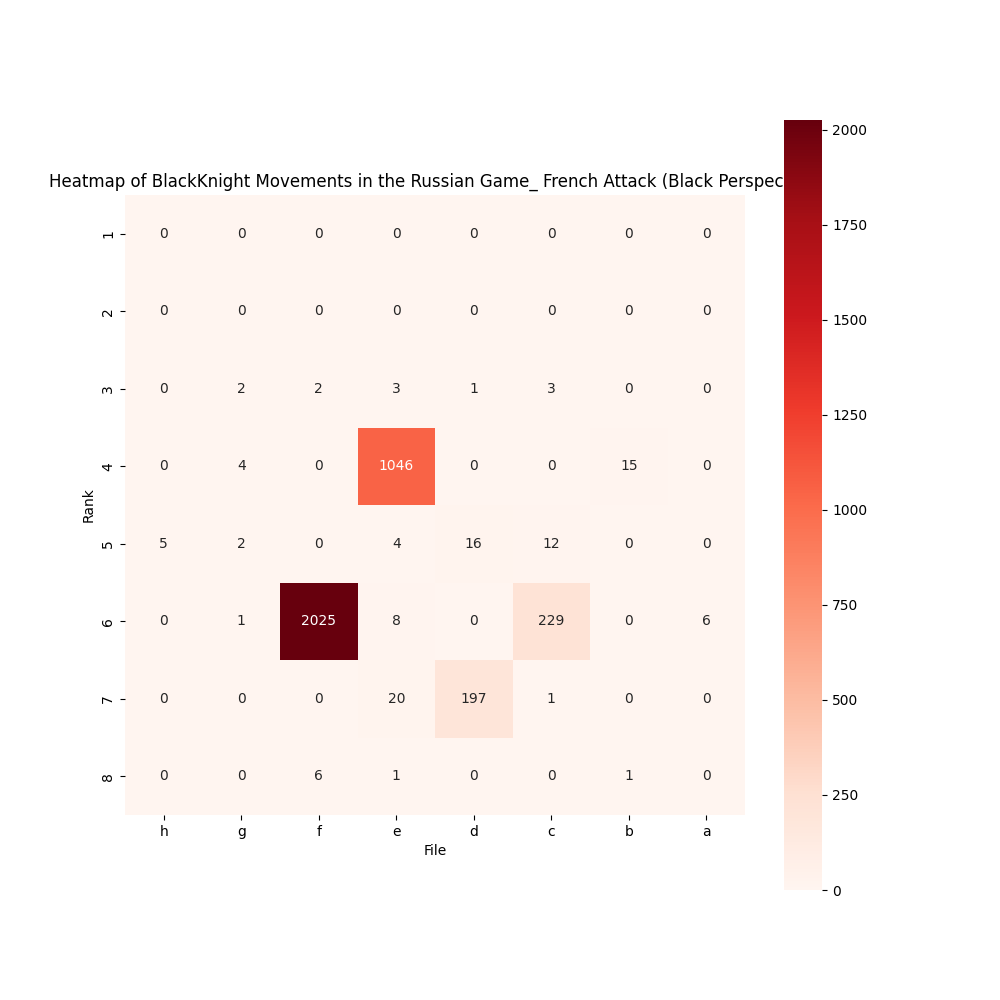 Heatmap of BlackKnight Movements in the Russian Game_ French Attack (Black Perspec
2000
1750
1500
1250
1000
750
500
250
0
1 0 0 0 0 0 0 0 0
2 0 0 0 0 0 0 0 0
3 0 2 2 3 1 3 0 0
4 0 4 0 1046 0 0 15 0
Rank
5 5 2 0 4 16 12 0 0
6 0 1 2025 8 0 229 0 6
7 0 0 0 20 197 1 0 0
8 0 0 6 1 0 0 1 0
h g f e d c b a
File